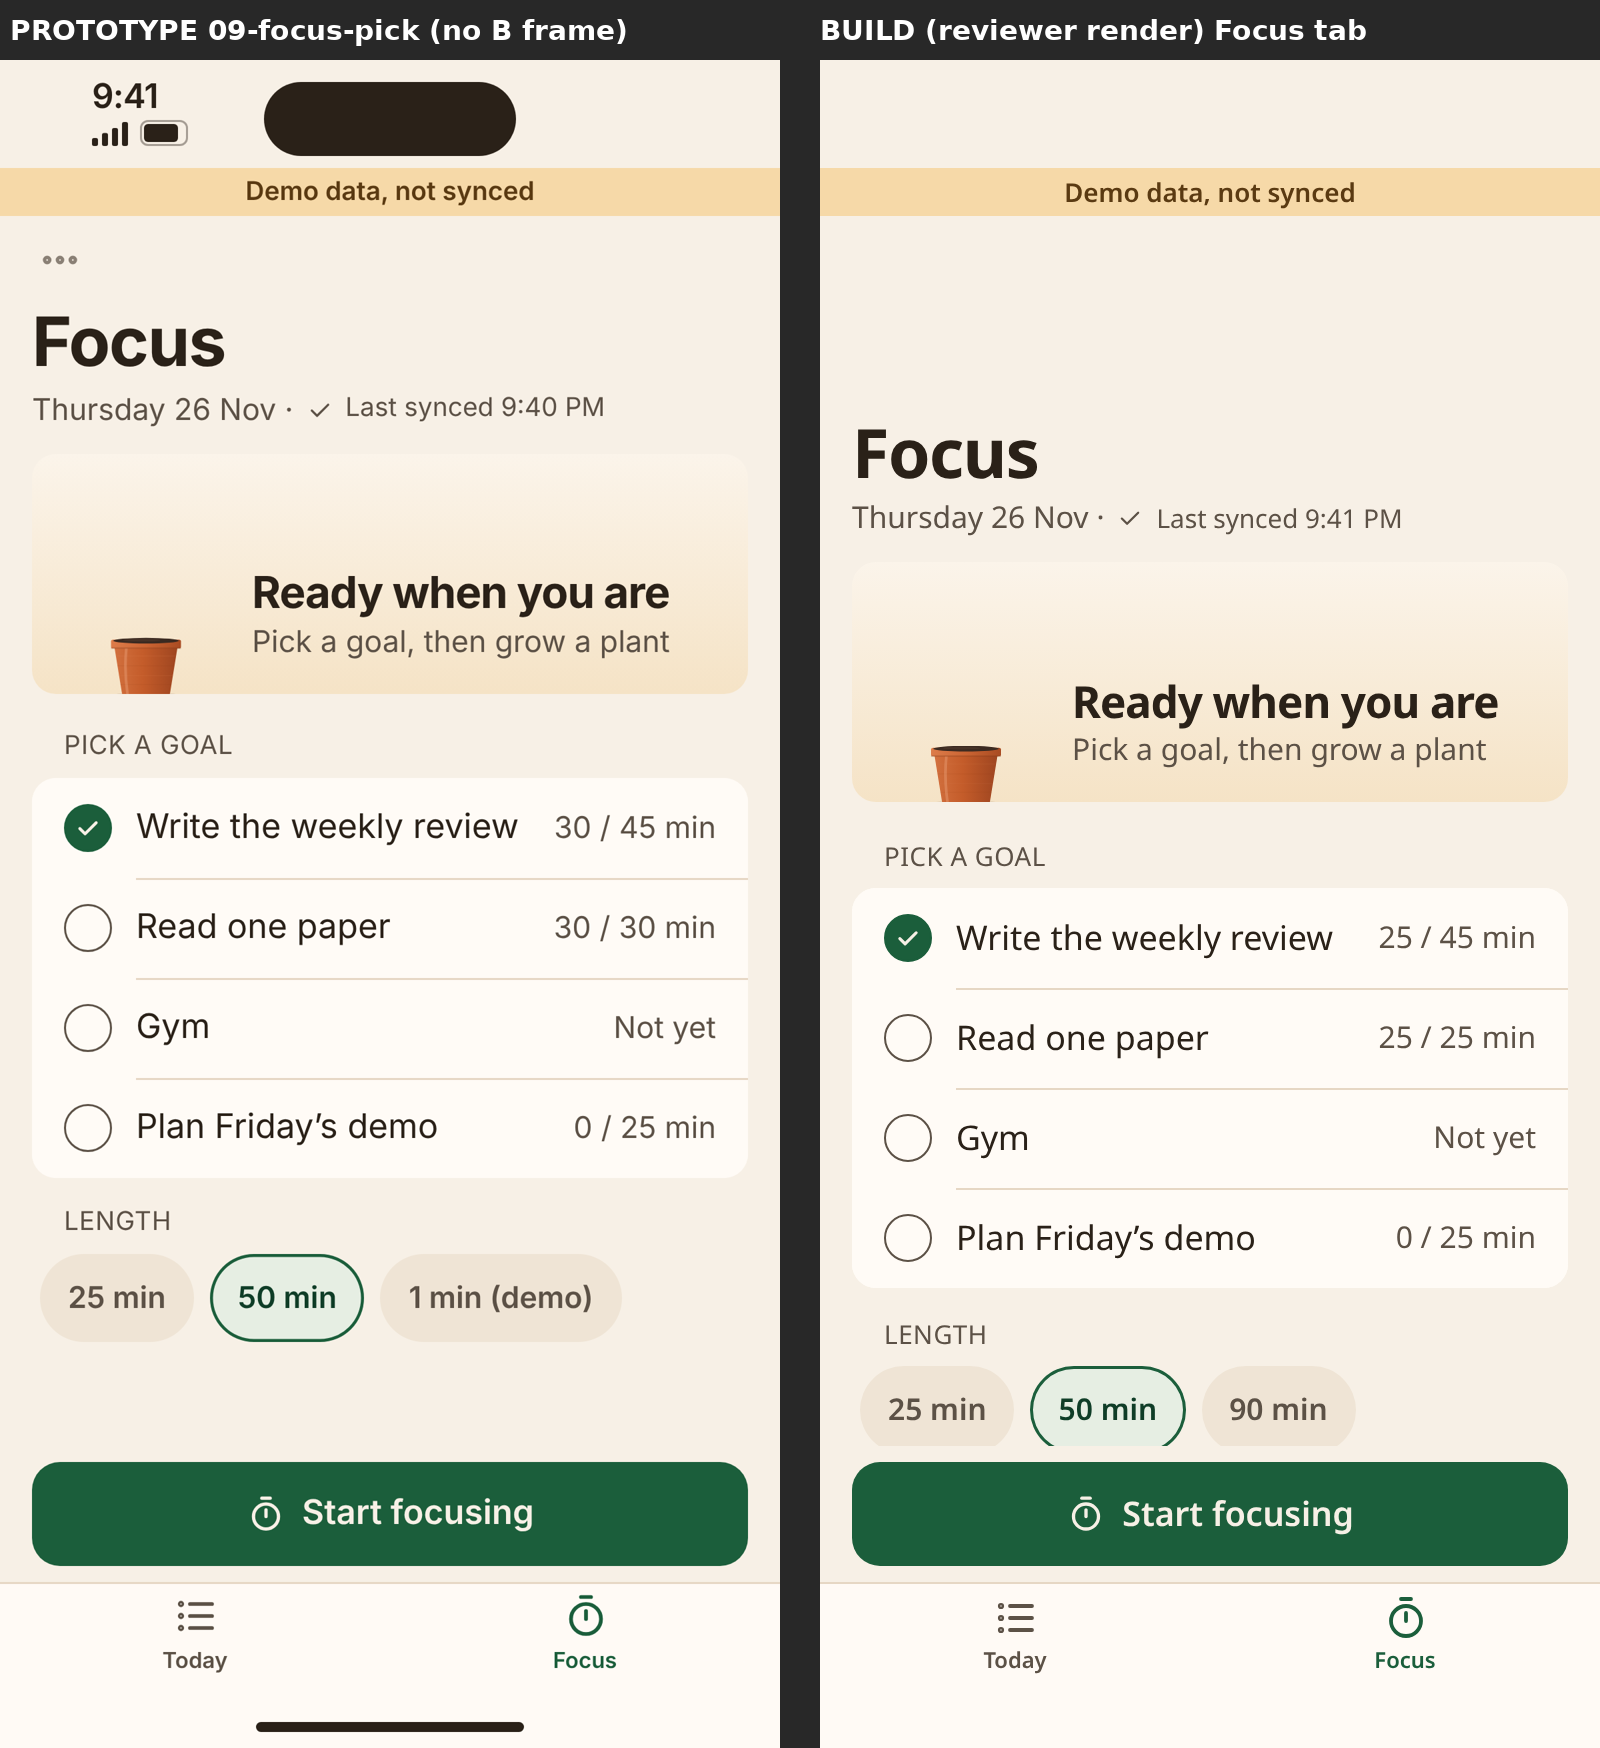 PROTOTYPE 09-focus-pick (no B frame)
9:41
Demo data, not synced
Focus
Thursday 26 Nov · Last synced 9:40 PM
Ready when you are
Pick a goal, then grow a plant
PICK A GOAL
Write the weekly review 30 / 45 min
Read one paper 30 / 30 min
Gym Not yet
Plan Friday’s demo 0 / 25 min
LENGTH
25 min 50 min 1 min (demo)
Start focusing
Today Focus
BUILD (reviewer render) Focus tab
Demo data, not synced
Focus
Thursday 26 Nov · Last synced 9:41 PM
Ready when you are
Pick a goal, then grow a plant
PICK A GOAL
Write the weekly review 25 / 45 min
Read one paper 25 / 25 min
Gym Not yet
Plan Friday’s demo 0 / 25 min
LENGTH
25 min 50 min 90 min
Start focusing
Today Focus